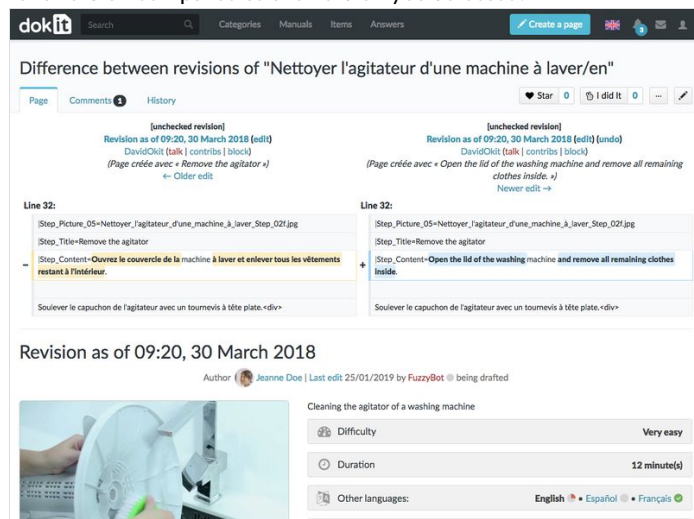 dokit Search Categories Manuals Items Answers Create a page 3
Difference between revisions of "Nettoyer l'agitateur d'une machine à laver/en"
Page Comments 1 History Star 0 I did It 0 ...
[unchecked revision]
Revision as of 09:20, 30 March 2018 (edit)
DavidOkit (talk | contribs | block)
(Page créée avec « Remove the agitator »)
← Older edit
[unchecked revision]
Revision as of 09:20, 30 March 2018 (edit) (undo)
DavidOkit (talk | contribs | block)
(Page créée avec « Open the lid of the washing machine and remove all remaining
clothes inside. »)
Newer edit →
Line 32:
|Step_Picture_05=Nettoyer_l'agitateur_d'une_machine_à_laver_Step_02f.jpg
|Step_Title=Remove the agitator
− |Step_Content=Ouvrez le couvercle de la machine à laver et enlever tous les vêtements
restant à l'intérieur.
Soulever le capuchon de l'agitateur avec un tournevis à tête plate.<div>
Line 32:
|Step_Picture_05=Nettoyer_l'agitateur_d'une_machine_à_laver_Step_02f.jpg
|Step_Title=Remove the agitator
+ |Step_Content=Open the lid of the washing machine and remove all remaining clothes
inside.
Soulever le capuchon de l'agitateur avec un tournevis à tête plate.<div>
Revision as of 09:20, 30 March 2018
Author Jeanne Doe | Last edit 25/01/2019 by FuzzyBot being drafted
Cleaning the agitator of a washing machine
Difficulty Very easy
Duration 12 minute(s)
Other languages: English • Español • Français